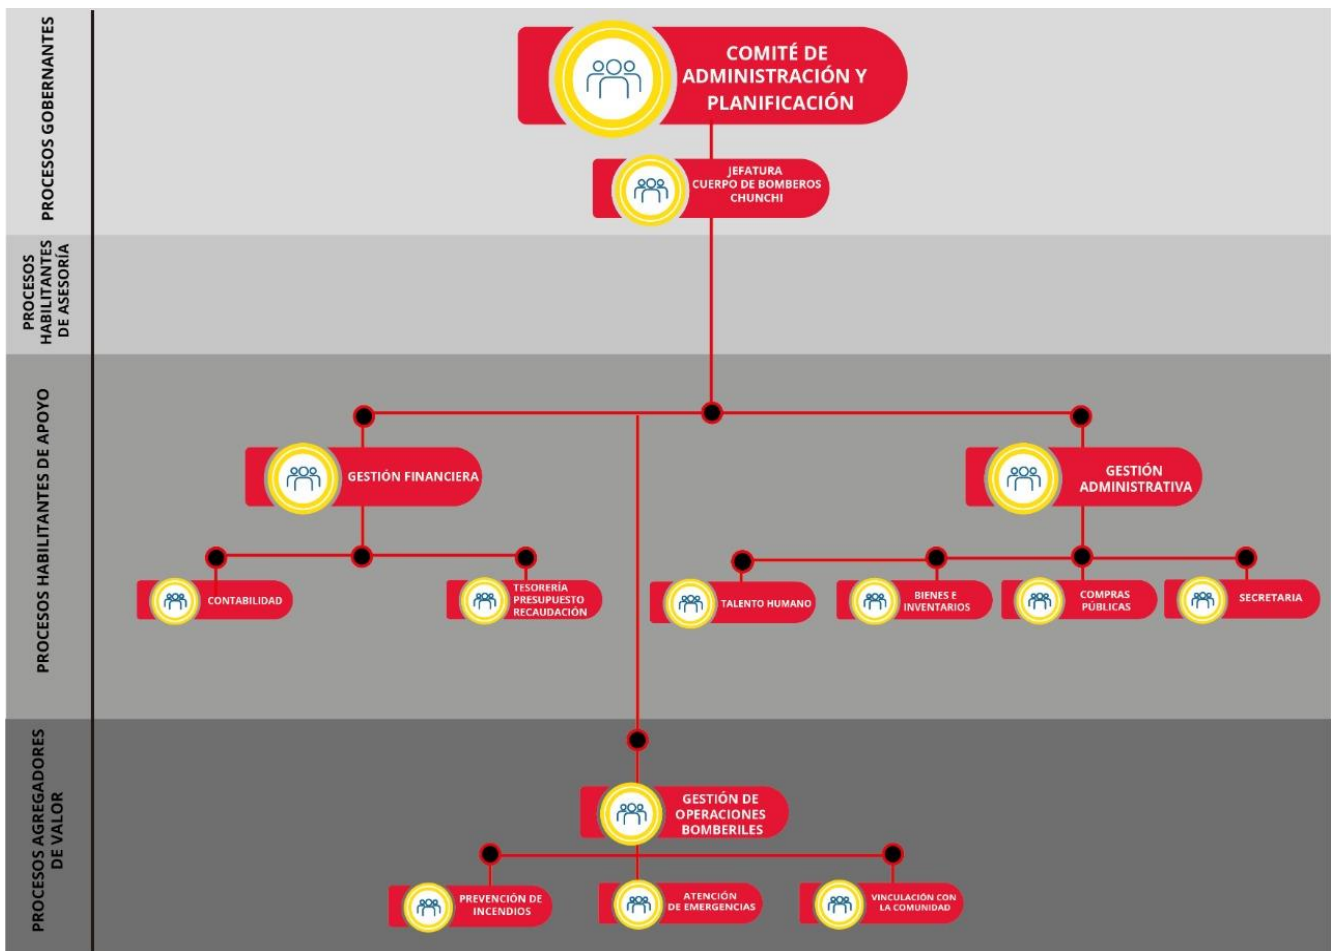 PROCESOS GOBERNANTES
COMITÉ DE
ADMINISTRACIÓN Y
PLANIFICACIÓN
JEFATURA
CUERPO DE BOMBEROS
CHUNCHI
PROCESOS
HABILITANTES
DE ASESORÍA
PROCESOS HABILITANTES DE APOYO
GESTIÓN FINANCIERA
GESTIÓN
ADMINISTRATIVA
CONTABILIDAD
TESORERÍA
PRESUPUESTO
RECAUDACIÓN
TALENTO HUMANO
BIENES E
INVENTARIOS
COMPRAS
PÚBLICAS
SECRETARIA
PROCESOS AGREGADORES
DE VALOR
GESTIÓN DE
OPERACIONES
BOMBERILES
PREVENCIÓN DE
INCENDIOS
ATENCIÓN
DE EMERGENCIAS
VINCULACIÓN CON
LA COMUNIDAD